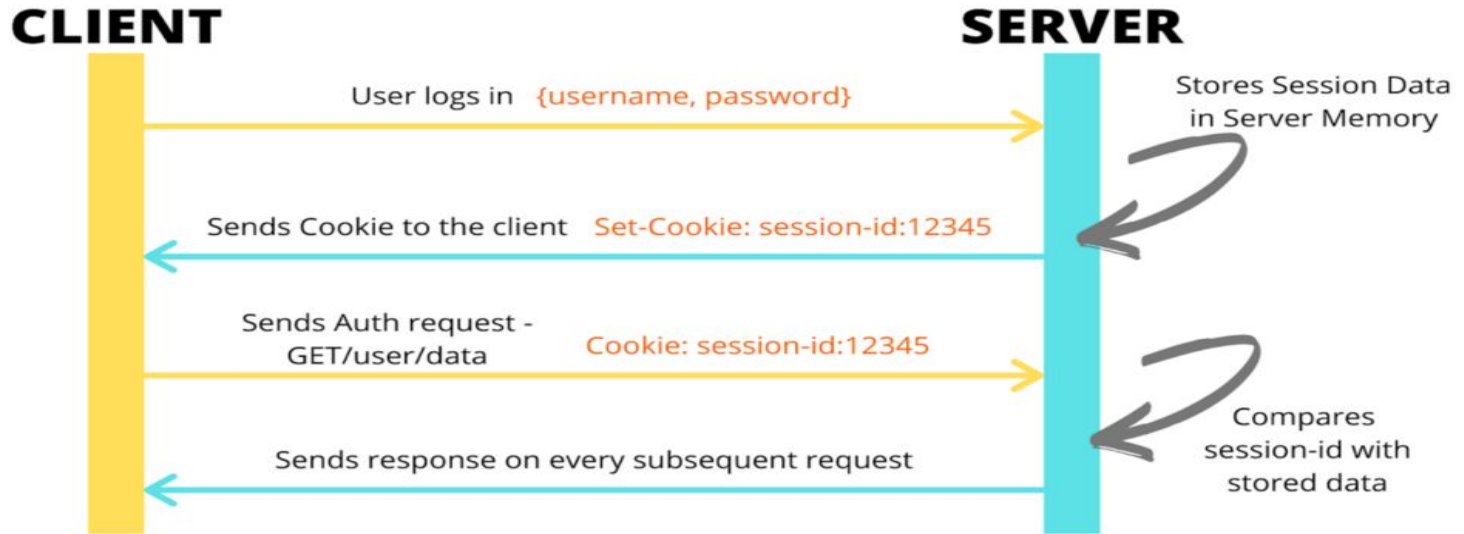 CLIENT
SERVER
User logs in {username, password}
Stores Session Data
in Server Memory
Sends Cookie to the client Set-Cookie: session-id:12345
Sends Auth request -
GET/user/data
Cookie: session-id:12345
Compares
session-id with
stored data
Sends response on every subsequent request